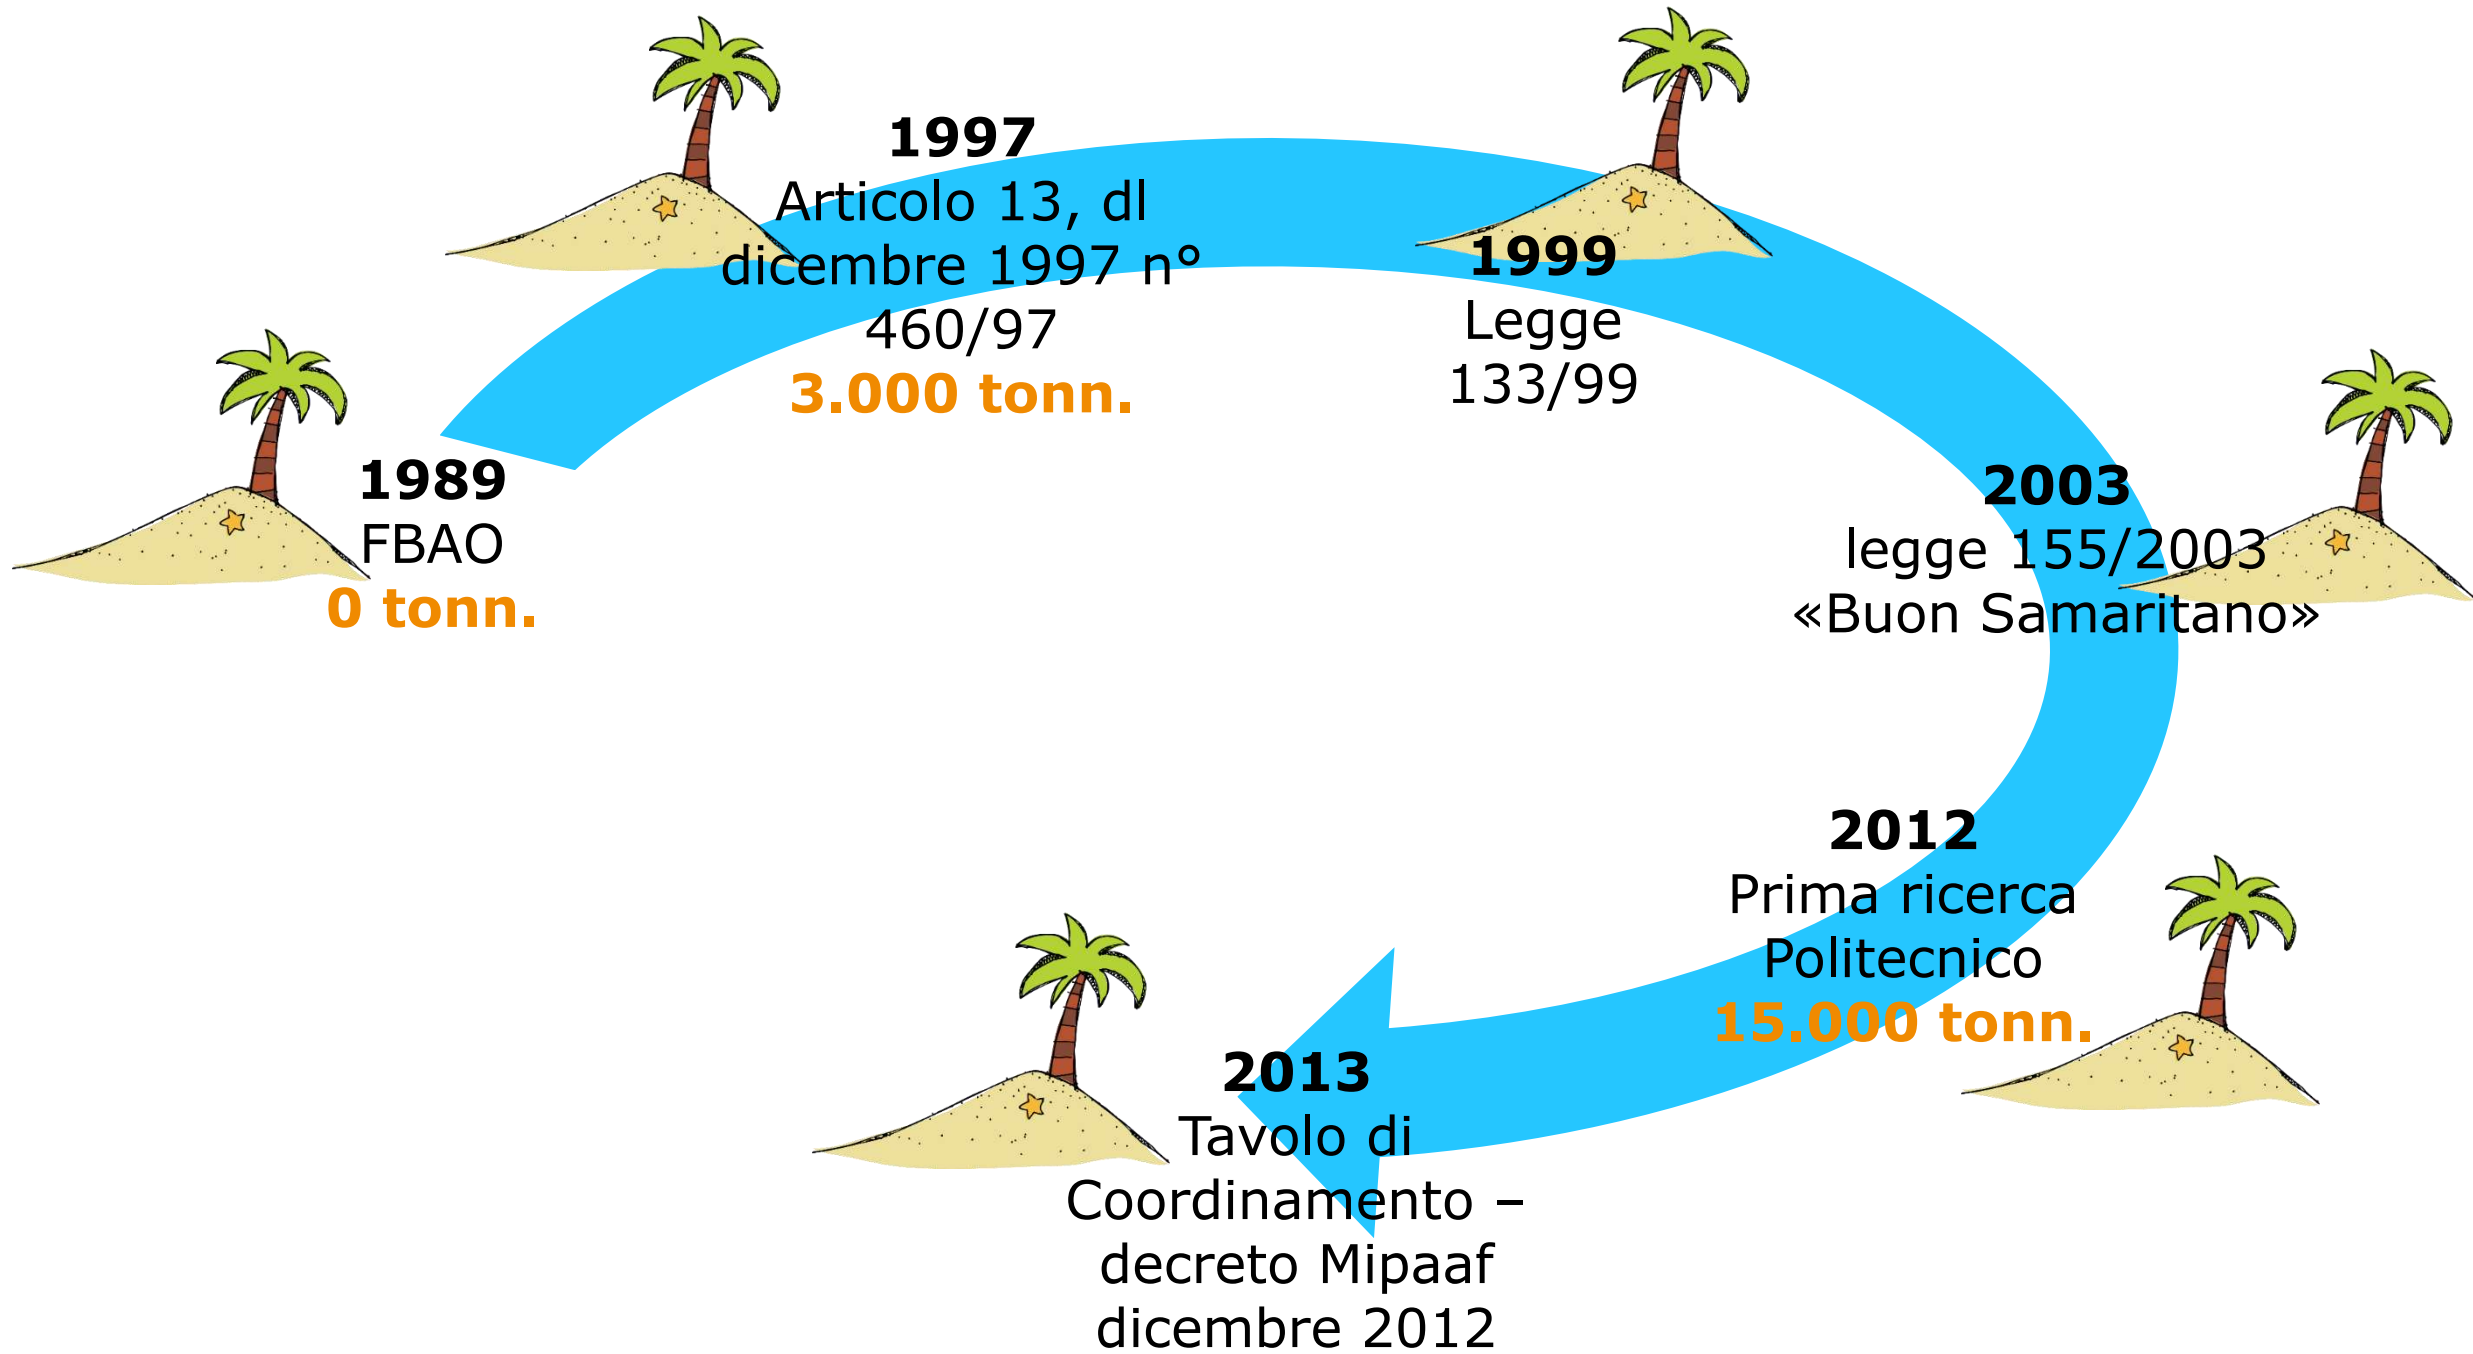 1989
FBAO
0 tonn.
1997
Articolo 13, dl
dicembre 1997 n°
460/97
3.000 tonn.
1999
Legge
133/99
2003
legge 155/2003
«Buon Samaritano»
2012
Prima ricerca
Politecnico
15.000 tonn.
2013
Tavolo di
Coordinamento –
decreto Mipaaf
dicembre 2012